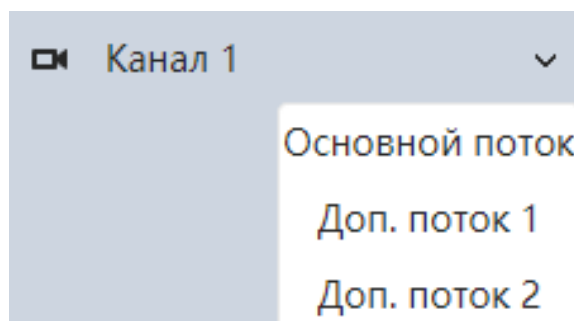 Канал 1
Основной поток
Доп. поток 1
Доп. поток 2